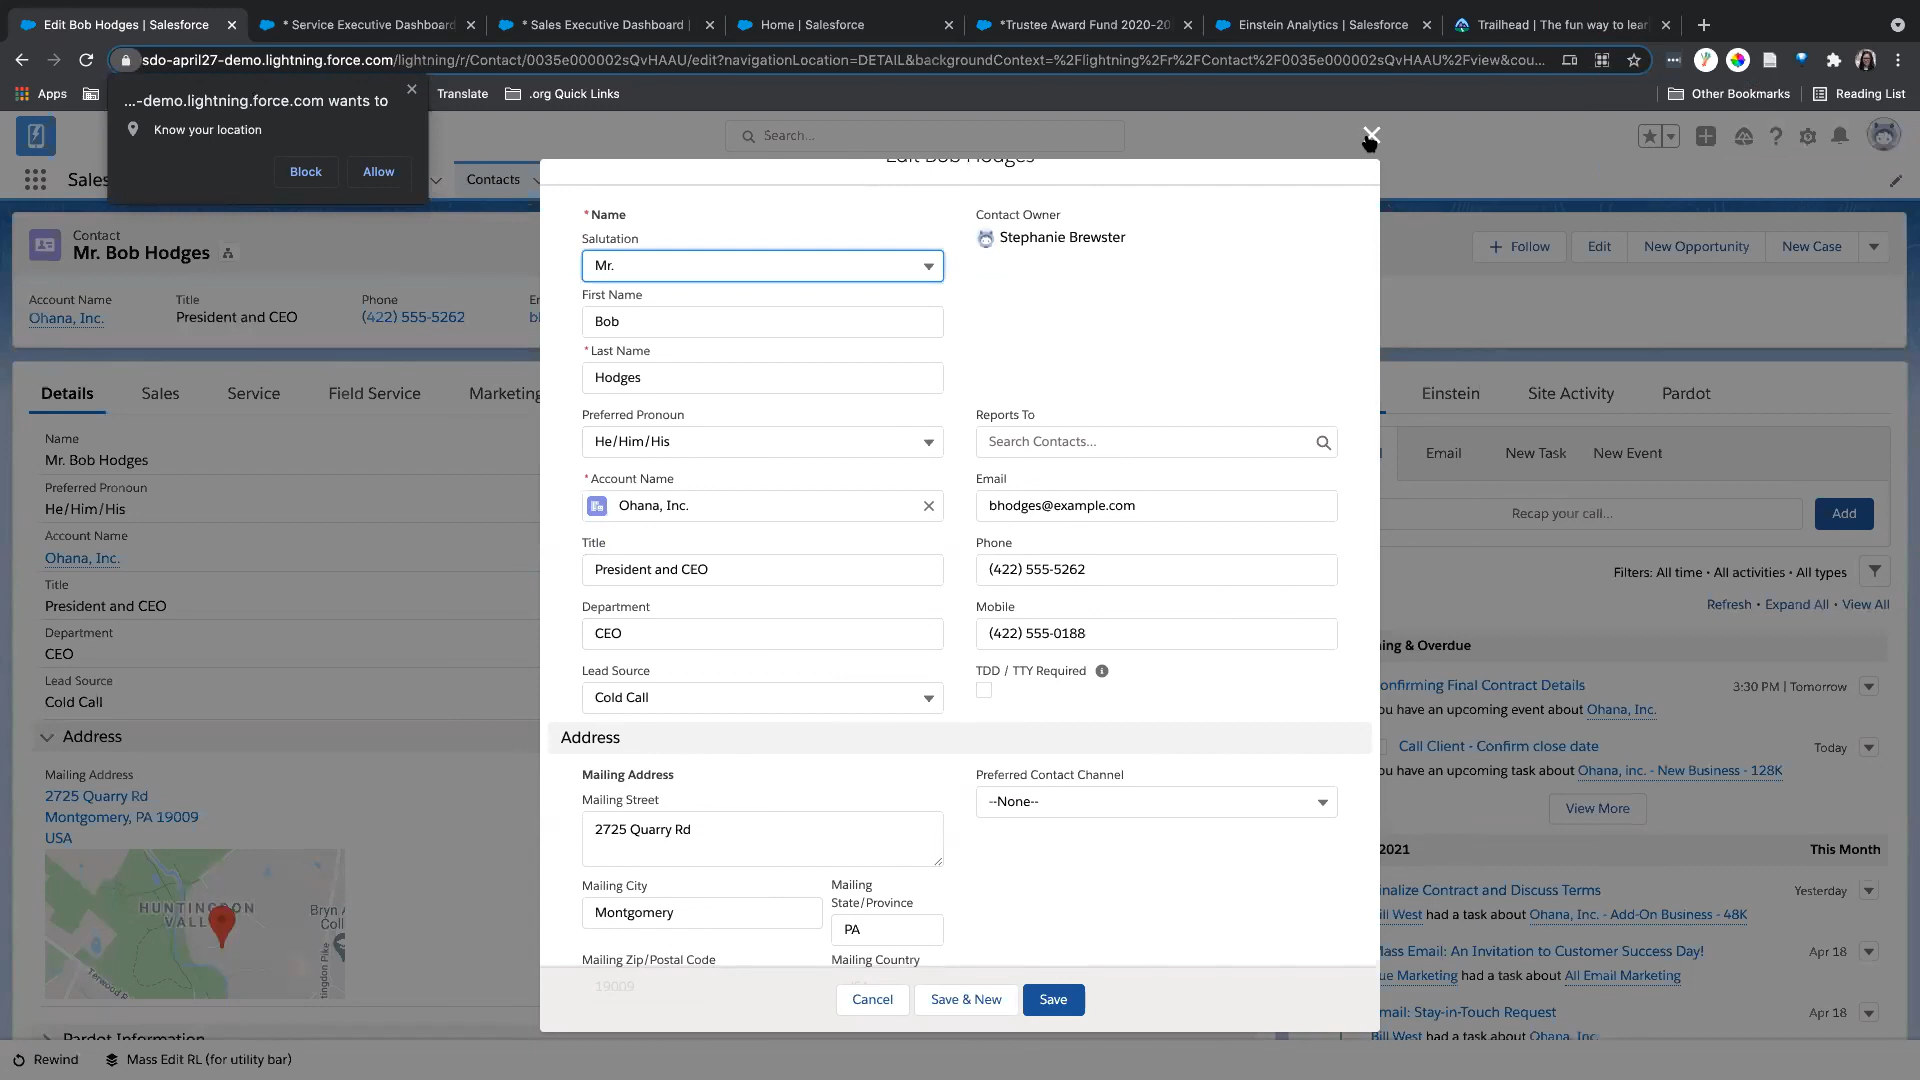 Edit Bob Hodges | Salesforce
* Service Executive Dashboard
* Sales Executive Dashboard |
Home | Salesforce
*Trustee Award Fund 2020-20
Einstein Analytics | Salesforce
Trailhead | The fun way to lear
sdo-april27-demo.lightning.force.com/lightning/r/Contact/0035e000002sQvHAAU/edit?navigationLocation=DETAIL&backgroundContext=%2Flightning%2Fr%2FContact%2F0035e000002sQvHAAU%2Fview&cou...
Apps
Translate
.org Quick Links
Other Bookmarks
Reading List
...-demo.lightning.force.com wants to
Know your location
Block
Allow
Search...
Sales
Contacts
Contact
Mr. Bob Hodges
+ Follow
Edit
New Opportunity
New Case
Account Name
Title
Phone
Ohana, Inc.
President and CEO
(422) 555-5262
Details
Sales
Service
Field Service
Marketing
Name
Mr. Bob Hodges
Preferred Pronoun
He/Him/His
Account Name
Ohana, Inc.
Title
President and CEO
Department
CEO
Lead Source
Cold Call
Address
Mailing Address
2725 Quarry Rd
Montgomery, PA 19009
USA
HUNTINGDON
VALL
Bryn A
Coll
Terwood R
tingdon Pike
Pardot Information
Edit Bob Hodges
* Name
Salutation
Mr.
First Name
Bob
* Last Name
Hodges
Preferred Pronoun
He/Him/His
* Account Name
Ohana, Inc.
Title
President and CEO
Department
CEO
Lead Source
Cold Call
Contact Owner
Stephanie Brewster
Reports To
Search Contacts...
Email
bhodges@example.com
Phone
(422) 555-5262
Mobile
(422) 555-0188
TDD / TTY Required
Address
Mailing Address
Mailing Street
2725 Quarry Rd
Mailing City
Montgomery
Mailing
State/Province
PA
Mailing Zip/Postal Code
19009
Mailing Country
Preferred Contact Channel
--None--
Cancel
Save & New
Save
Einstein
Site Activity
Pardot
Email
New Task
New Event
Recap your call...
Add
Filters: All time • All activities • All types
Refresh • Expand All • View All
ing & Overdue
onfirming Final Contract Details
3:30 PM | Tomorrow
ou have an upcoming event about Ohana, Inc.
Call Client - Confirm close date
Today
ou have an upcoming task about Ohana, inc. - New Business - 128K
View More
2021
This Month
inalize Contract and Discuss Terms
Yesterday
ill West had a task about Ohana, Inc. - Add-On Business - 48K
Mass Email: An Invitation to Customer Success Day!
Apr 18
ue Marketing had a task about All Email Marketing
mail: Stay-in-Touch Request
Apr 18
ill West had a task about Ohana, Inc.
Rewind
Mass Edit RL (for utility bar)